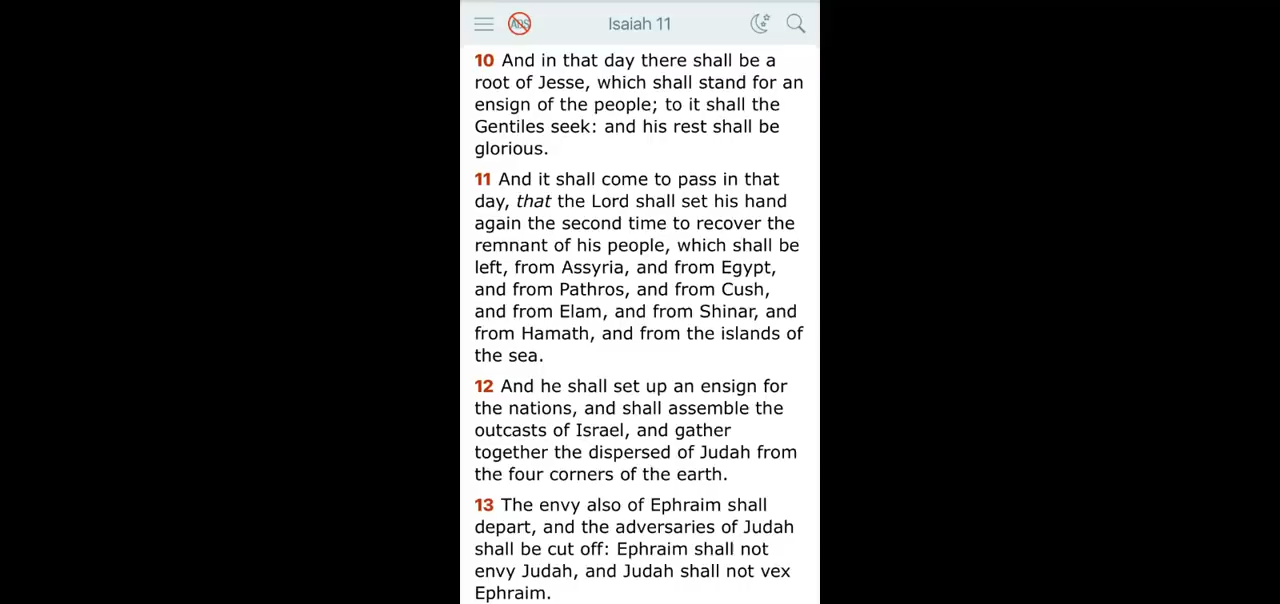 ADS
Isaiah 11
10 And in that day there shall be a
root of Jesse, which shall stand for an
ensign of the people; to it shall the
Gentiles seek: and his rest shall be
glorious.
11 And it shall come to pass in that
day, that the Lord shall set his hand
again the second time to recover the
remnant of his people, which shall be
left, from Assyria, and from Egypt,
and from Pathros, and from Cush,
and from Elam, and from Shinar, and
from Hamath, and from the islands of
the sea.
12 And he shall set up an ensign for
the nations, and shall assemble the
outcasts of Israel, and gather
together the dispersed of Judah from
the four corners of the earth.
13 The envy also of Ephraim shall
depart, and the adversaries of Judah
shall be cut off: Ephraim shall not
envy Judah, and Judah shall not vex
Ephraim.